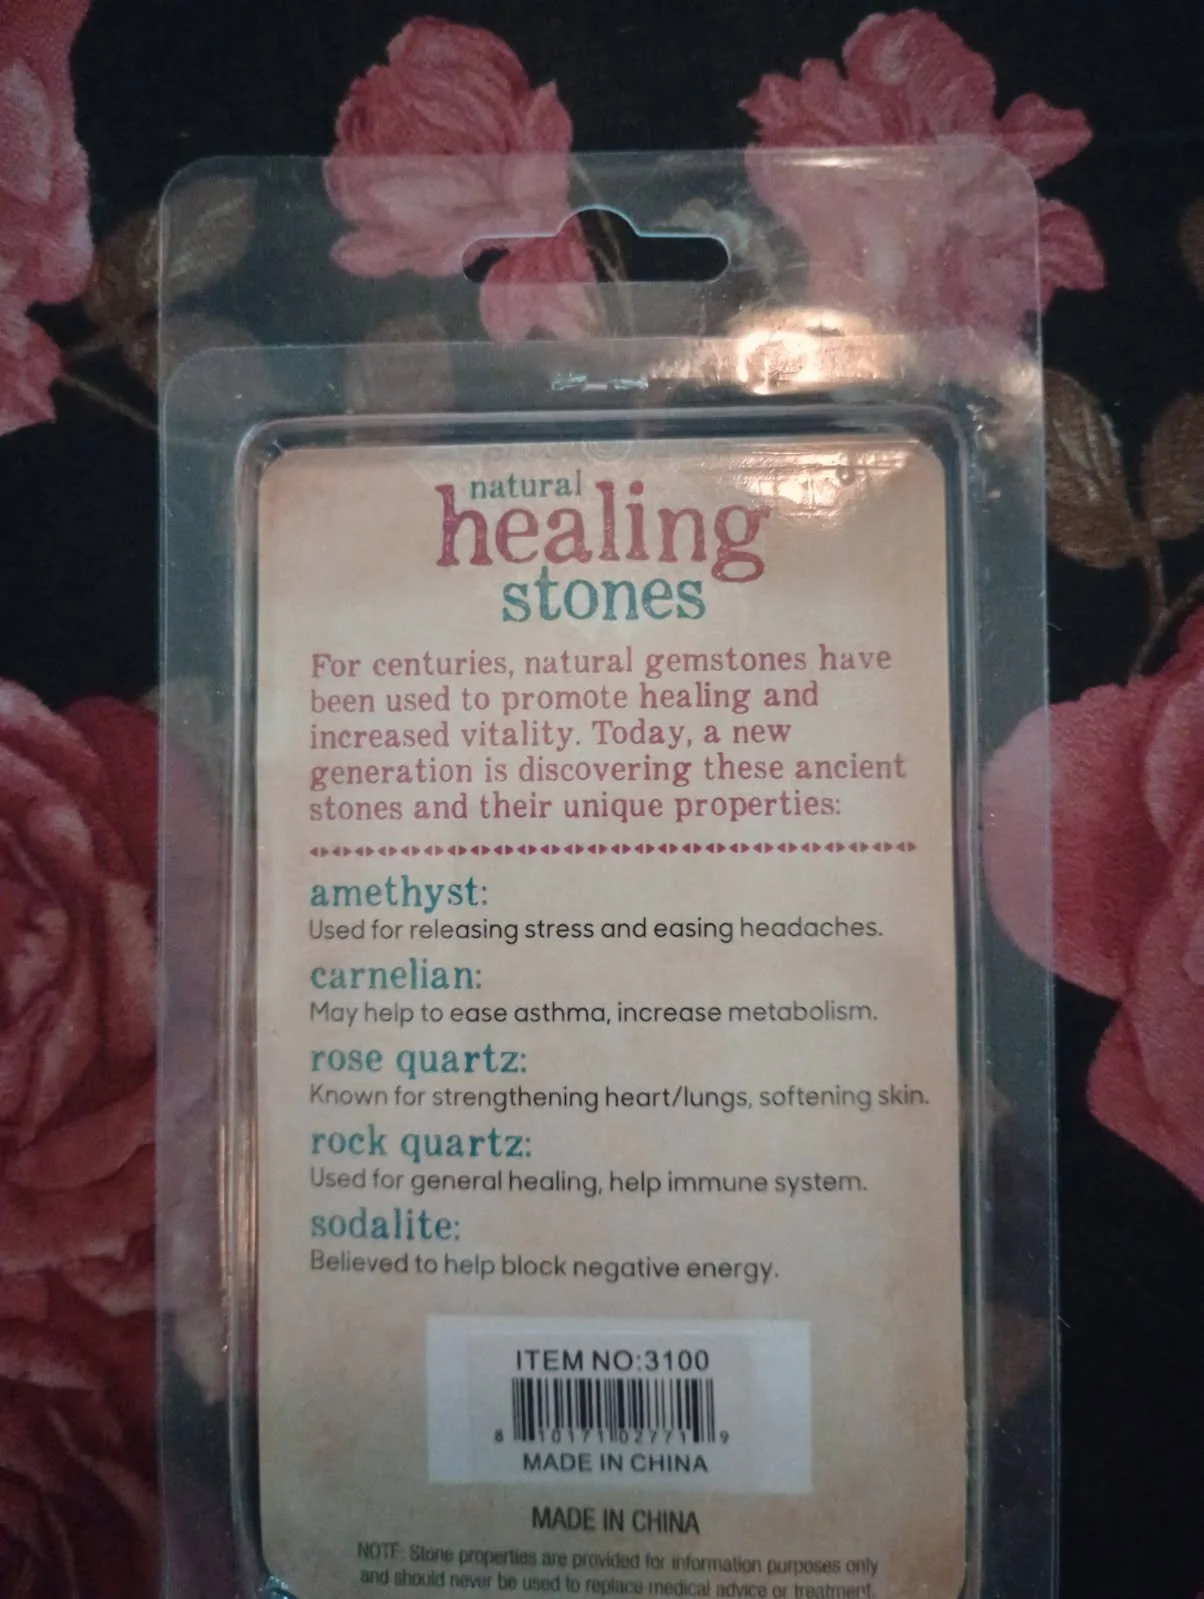 natural
healing
stones
For centuries, natural gemstones have
been used to promote healing and
increased vitality. Today, a new
generation is discovering these ancient
stones and their unique properties:
amethyst:
Used for releasing stress and easing headaches.
carnelian:
May help to ease asthma, increase metabolism.
rose quartz:
Known for strengthening heart/lungs, softening skin.
rock quartz:
Used for general healing, help immune system.
sodalite:
Believed to help block negative energy.
ITEM NO:3100
8 10171 02771 9
MADE IN CHINA
MADE IN CHINA
NOTE: Stone properties are provided for information purposes only
and should never be used to replace medical advice or treatment.